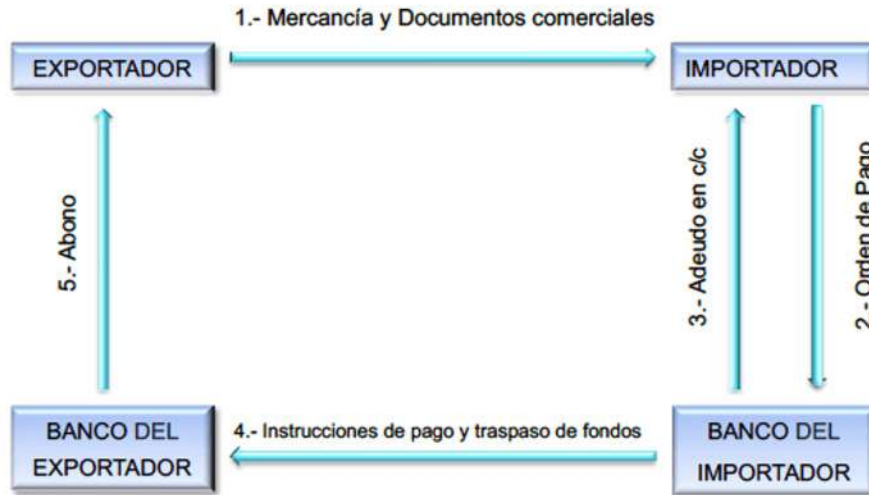 1.- Mercancía y Documentos comerciales
EXPORTADOR
IMPORTADOR
5.- Abono
3.- Adeudo en c/c
2.- Orden de Pago
BANCO DEL
EXPORTADOR
4.- Instrucciones de pago y traspaso de fondos
BANCO DEL
IMPORTADOR